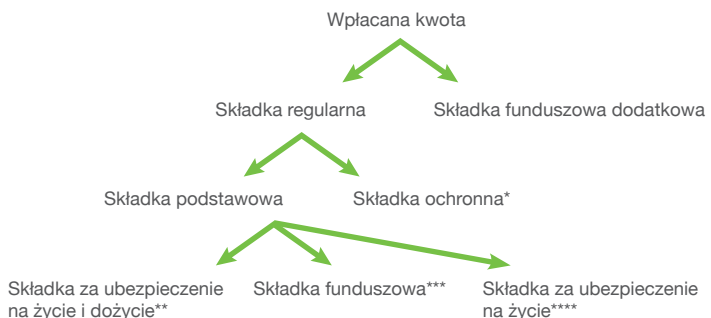 Wpłacana kwota
Składka regularna
Składka funduszowa dodatkowa
Składka podstawowa
Składka ochronna*
Składka za ubezpieczenie
na życie i dożycie**
Składka funduszowa***
Składka za ubezpieczenie
na życie****